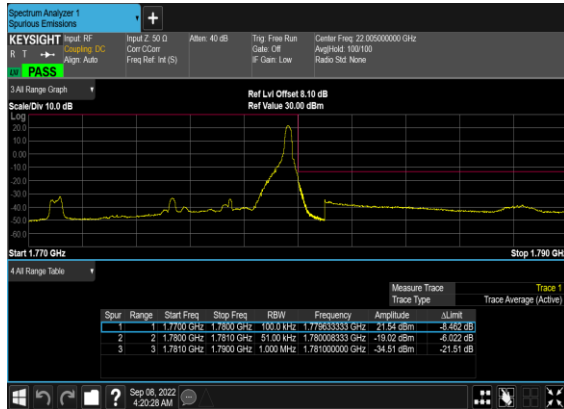 Spectrum Analyzer 1
Spurious Emissions
+
KEYSIGHT Input: RF Input Z: 50 Ω Atten: 40 dB Trig: Free Run Center Freq: 22.005000000 GHz
R T Coupling: DC Corr CCorr Gate: Off Avg|Hold: 100/100
Align: Auto Freq Ref: Int (S) IF Gain: Low Radio Std: None
PASS
3 All Range Graph
Ref Lvl Offset 8.10 dB
Scale/Div 10.0 dB Ref Value 30.00 dBm
Log
20.0
10.0
0.00
-10.0
-20.0
-30.0
-40.0
-50.0
-60.0
Start 1.770 GHz Stop 1.790 GH
4 All Range Table
Measure Trace Trace 1
Trace Type Trace Average (Active)
Spur Range Start Freq Stop Freq RBW Frequency Amplitude ΔLimit
1 1 1.7700 GHz 1.7800 GHz 100.0 kHz 1.779633333 GHz 21.54 dBm -8.462 dB
2 2 1.7800 GHz 1.7810 GHz 51.00 kHz 1.780008333 GHz -19.02 dBm -6.022 dB
3 3 1.7810 GHz 1.7900 GHz 1.000 MHz 1.781000000 GHz -34.51 dBm -21.51 dB
? Sep 08, 2022
4:20:28 AM